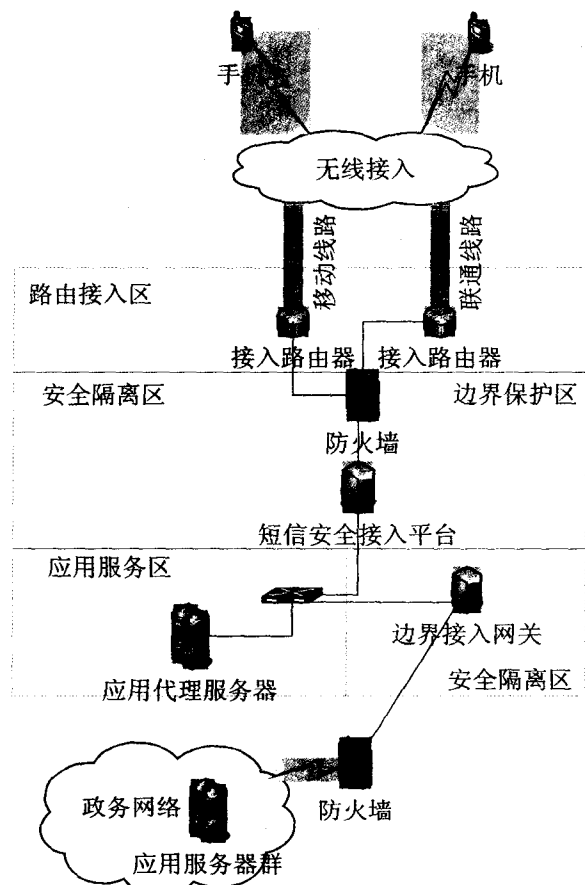 手机
手机
无线接入
移动线路
联通线路
路由接入区
接入路由器
接入路由器
安全隔离区
边界保护区
防火墙
短信安全接入平台
应用服务区
边界接入网关
应用代理服务器
安全隔离区
政务网络
防火墙
应用服务器群